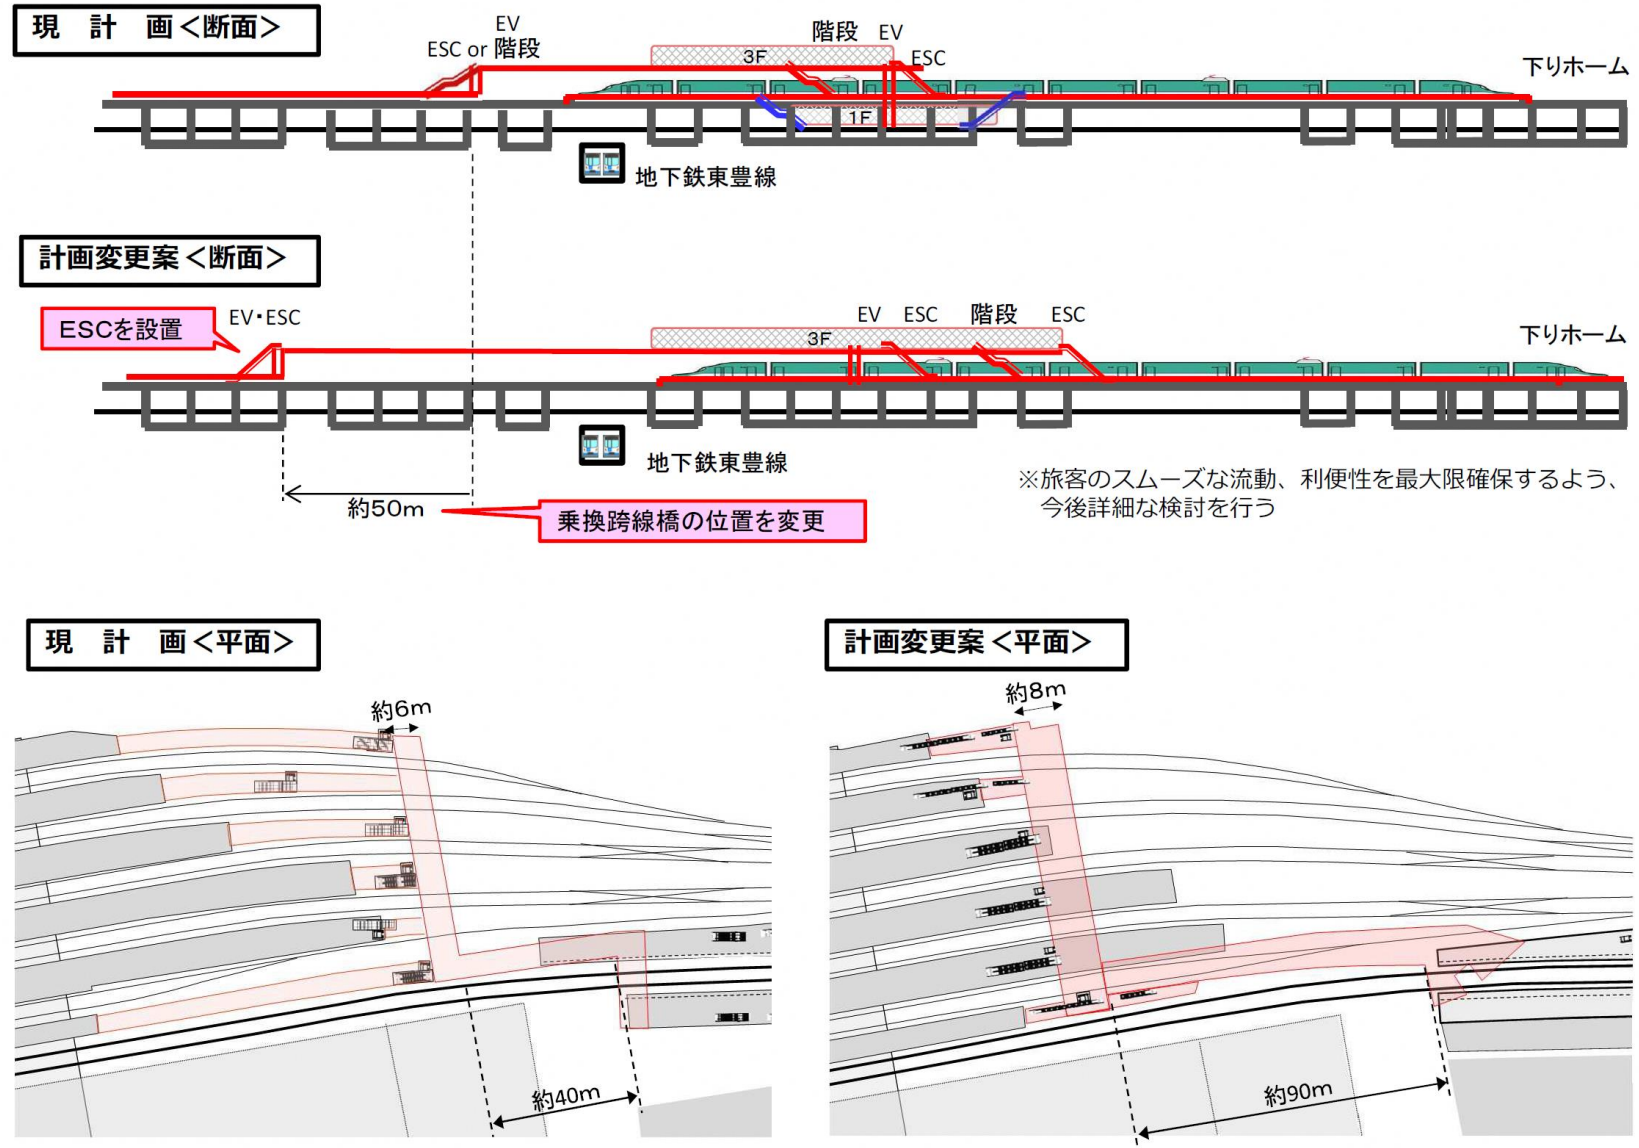 現 計 画＜断面＞
EV
ESC or 階段
3F
階段
EV
ESC
下りホーム
1F
地下鉄東豊線
計画変更案＜断面＞
ESCを設置
EV・ESC
3F
EV
ESC
階段
ESC
下りホーム
地下鉄東豊線
約50m
乗換跨線橋の位置を変更
※旅客のスムーズな流動、利便性を最大限確保するよう、
今後詳細な検討を行う
現 計 画＜平面＞
約6m
約40m
計画変更案＜平面＞
約8m
約90m